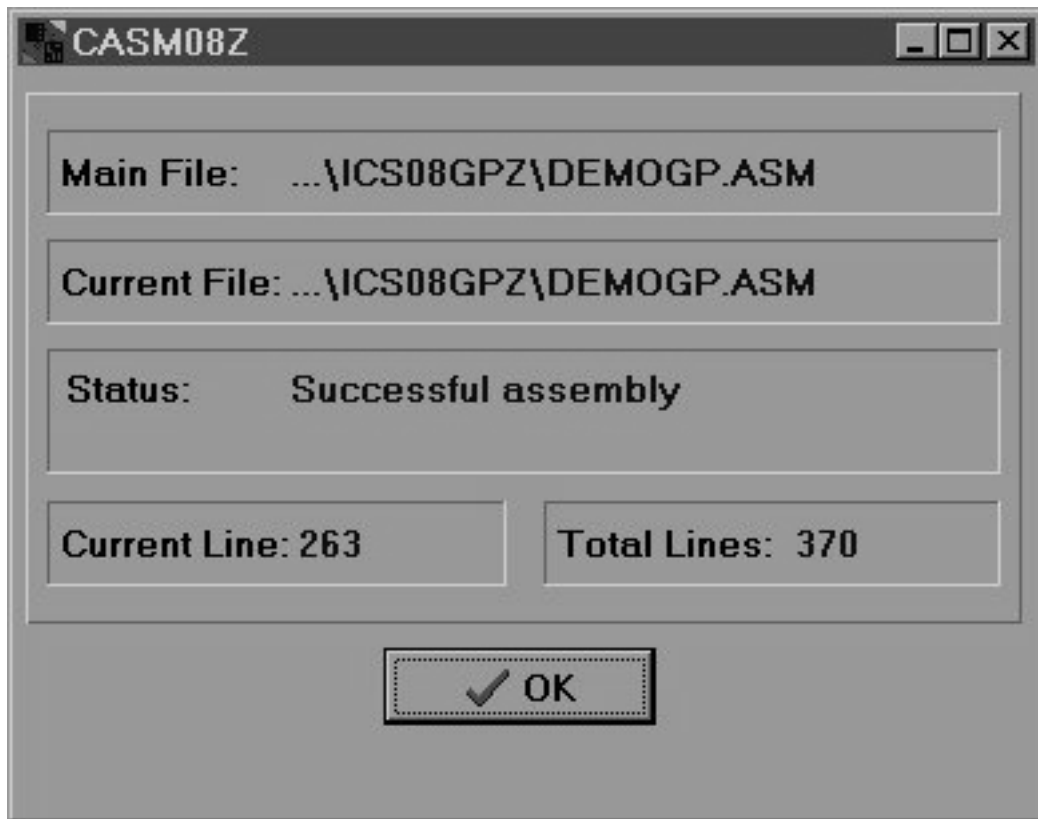 CASM08Z
Main File: ...\ICS08GPZ\DEMOGP.ASM
Current File: ...\ICS08GPZ\DEMOGP.ASM
Status: Successful assembly
Current Line: 263
Total Lines: 370
OK